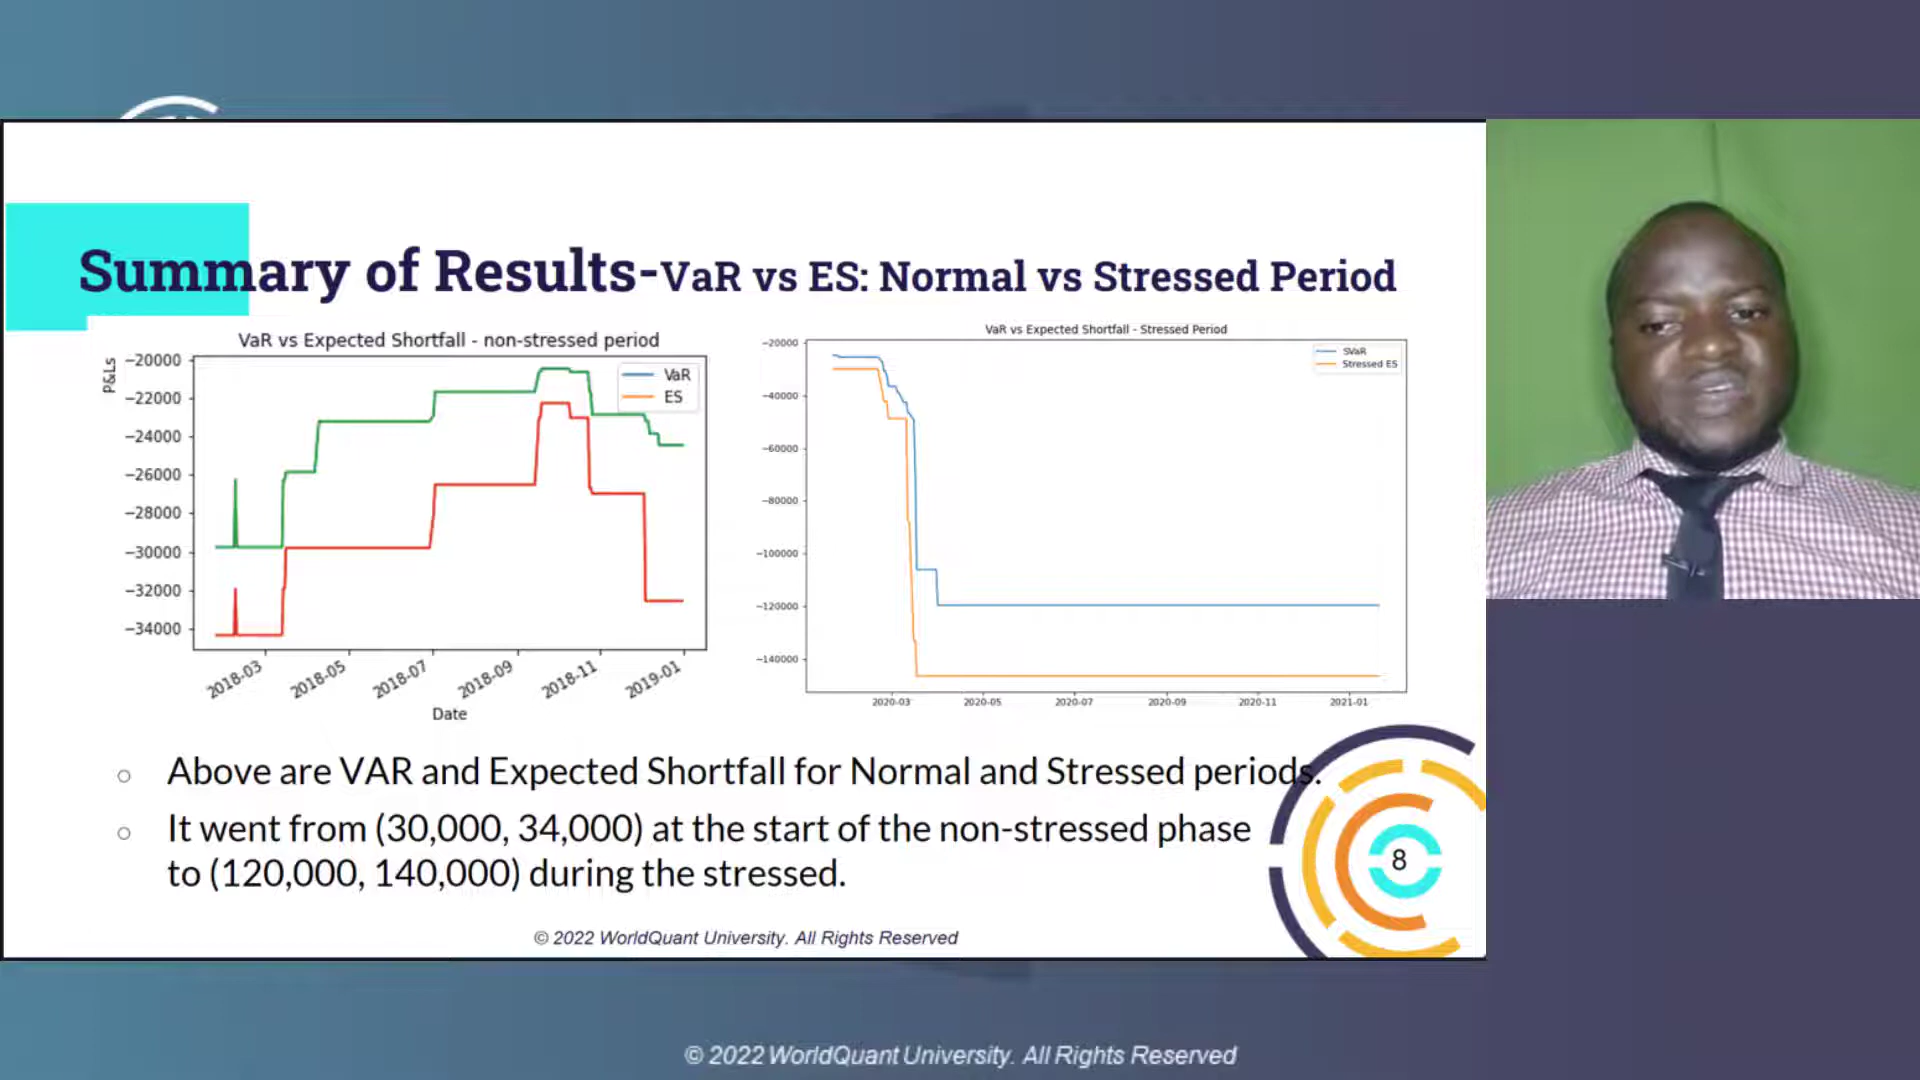 Summary of Results-VaR vs ES: Normal vs Stressed Period
VaR vs Expected Shortfall - non-stressed period
P&Ls
−20000
−22000
−24000
−26000
−28000
−30000
−32000
−34000
VaR
ES
2018-03
2018-05
2018-07
2018-09
2018-11
2019-01
Date
VaR vs Expected Shortfall - Stressed Period
−20000
−40000
−60000
−80000
−100000
−120000
−140000
SVaR
Stressed ES
2020-03
2020-05
2020-07
2020-09
2020-11
2021-01
○ Above are VAR and Expected Shortfall for Normal and Stressed periods.
○ It went from (30,000, 34,000) at the start of the non-stressed phase
to (120,000, 140,000) during the stressed.
8
© 2022 WorldQuant University. All Rights Reserved
© 2022 WorldQuant University. All Rights Reserved